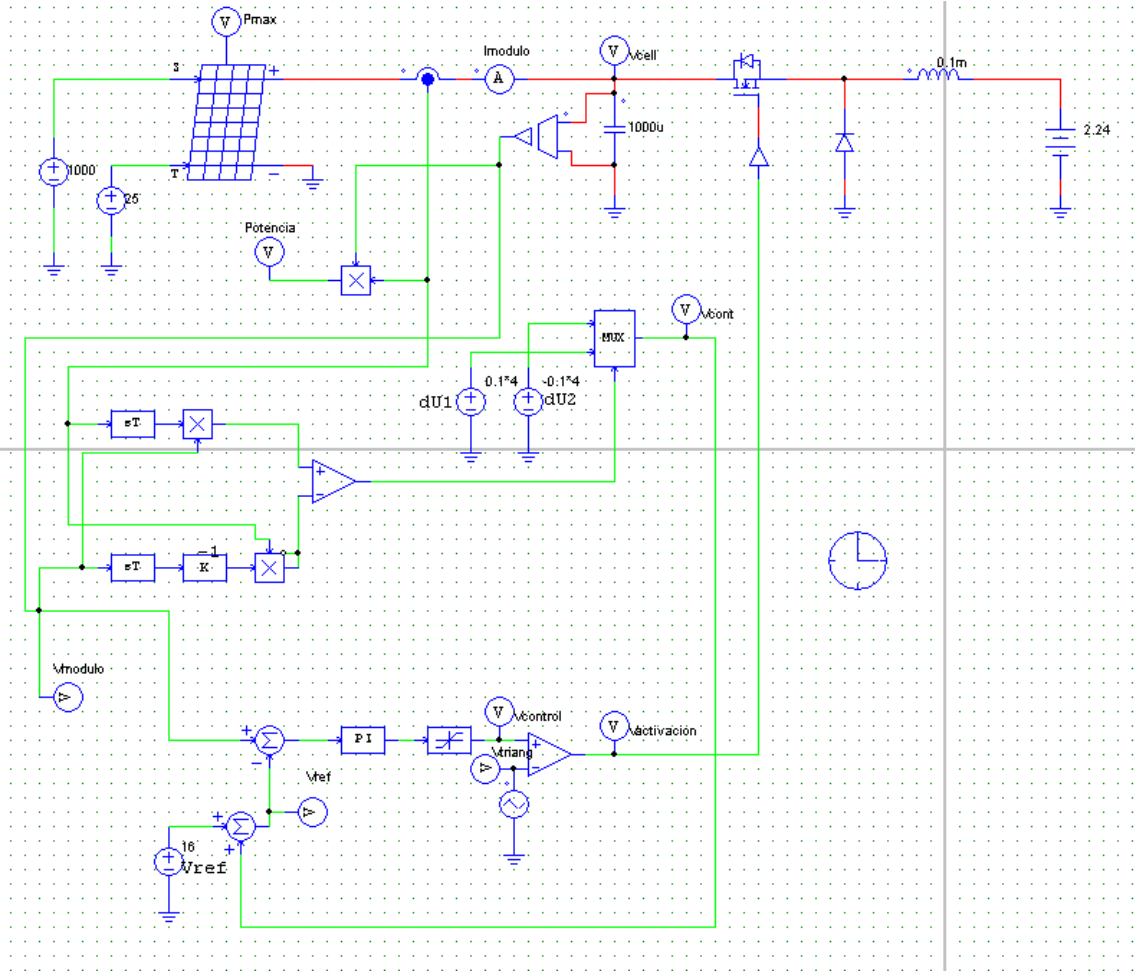 V Pmax
Imodulo
V Vcell
S
+
A
0.1m
1000u
2.24
1000
T
−
25
Potencia
V
V Vcont
MUX
0.1*4
-0.1*4
dU1
dU2
sT
+
−
-1
sT
K
Vmodulo
V
V Vcontrol
V Vactivación
+
PI
Vtriang
+
−
V
−
Vref
V
+
16
+
Vref